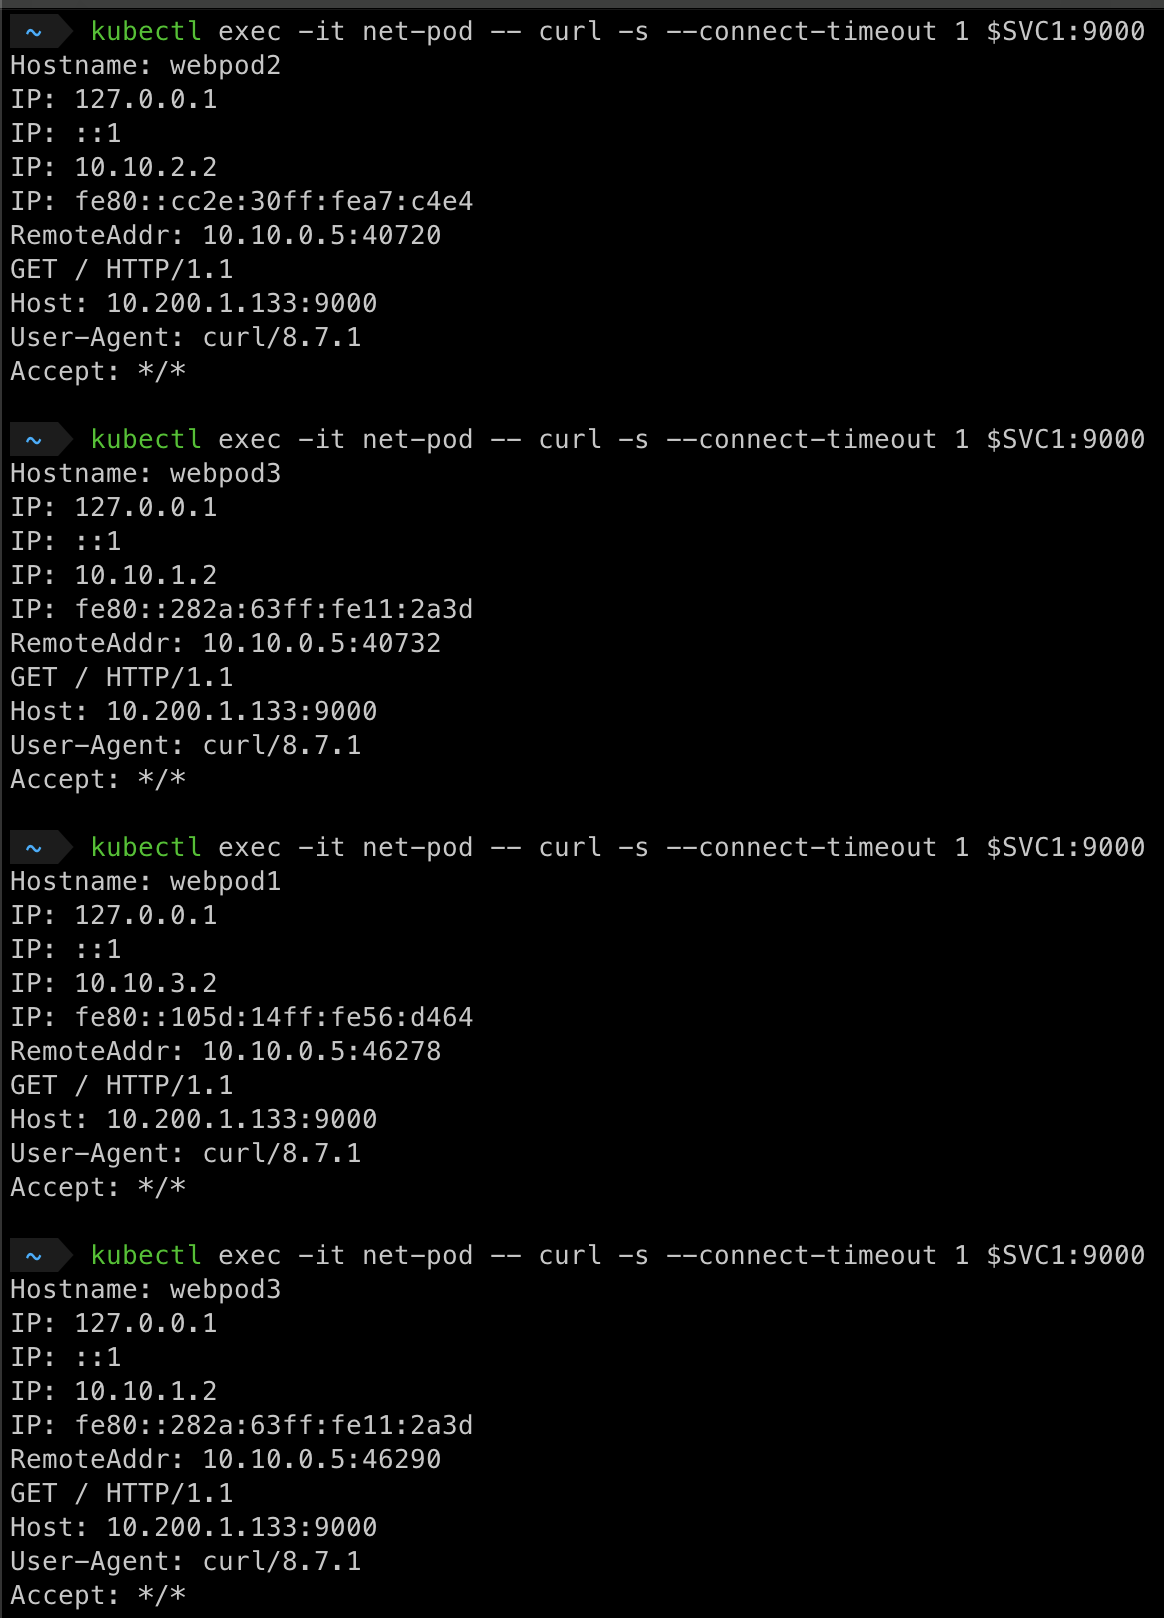 ~ kubectl exec -it net-pod -- curl -s --connect-timeout 1 $SVC1:9000
Hostname: webpod2
IP: 127.0.0.1
IP: ::1
IP: 10.10.2.2
IP: fe80::cc2e:30ff:fea7:c4e4
RemoteAddr: 10.10.0.5:40720
GET / HTTP/1.1
Host: 10.200.1.133:9000
User-Agent: curl/8.7.1
Accept: */*

~ kubectl exec -it net-pod -- curl -s --connect-timeout 1 $SVC1:9000
Hostname: webpod3
IP: 127.0.0.1
IP: ::1
IP: 10.10.1.2
IP: fe80::282a:63ff:fe11:2a3d
RemoteAddr: 10.10.0.5:40732
GET / HTTP/1.1
Host: 10.200.1.133:9000
User-Agent: curl/8.7.1
Accept: */*

~ kubectl exec -it net-pod -- curl -s --connect-timeout 1 $SVC1:9000
Hostname: webpod1
IP: 127.0.0.1
IP: ::1
IP: 10.10.3.2
IP: fe80::105d:14ff:fe56:d464
RemoteAddr: 10.10.0.5:46278
GET / HTTP/1.1
Host: 10.200.1.133:9000
User-Agent: curl/8.7.1
Accept: */*

~ kubectl exec -it net-pod -- curl -s --connect-timeout 1 $SVC1:9000
Hostname: webpod3
IP: 127.0.0.1
IP: ::1
IP: 10.10.1.2
IP: fe80::282a:63ff:fe11:2a3d
RemoteAddr: 10.10.0.5:46290
GET / HTTP/1.1
Host: 10.200.1.133:9000
User-Agent: curl/8.7.1
Accept: */*